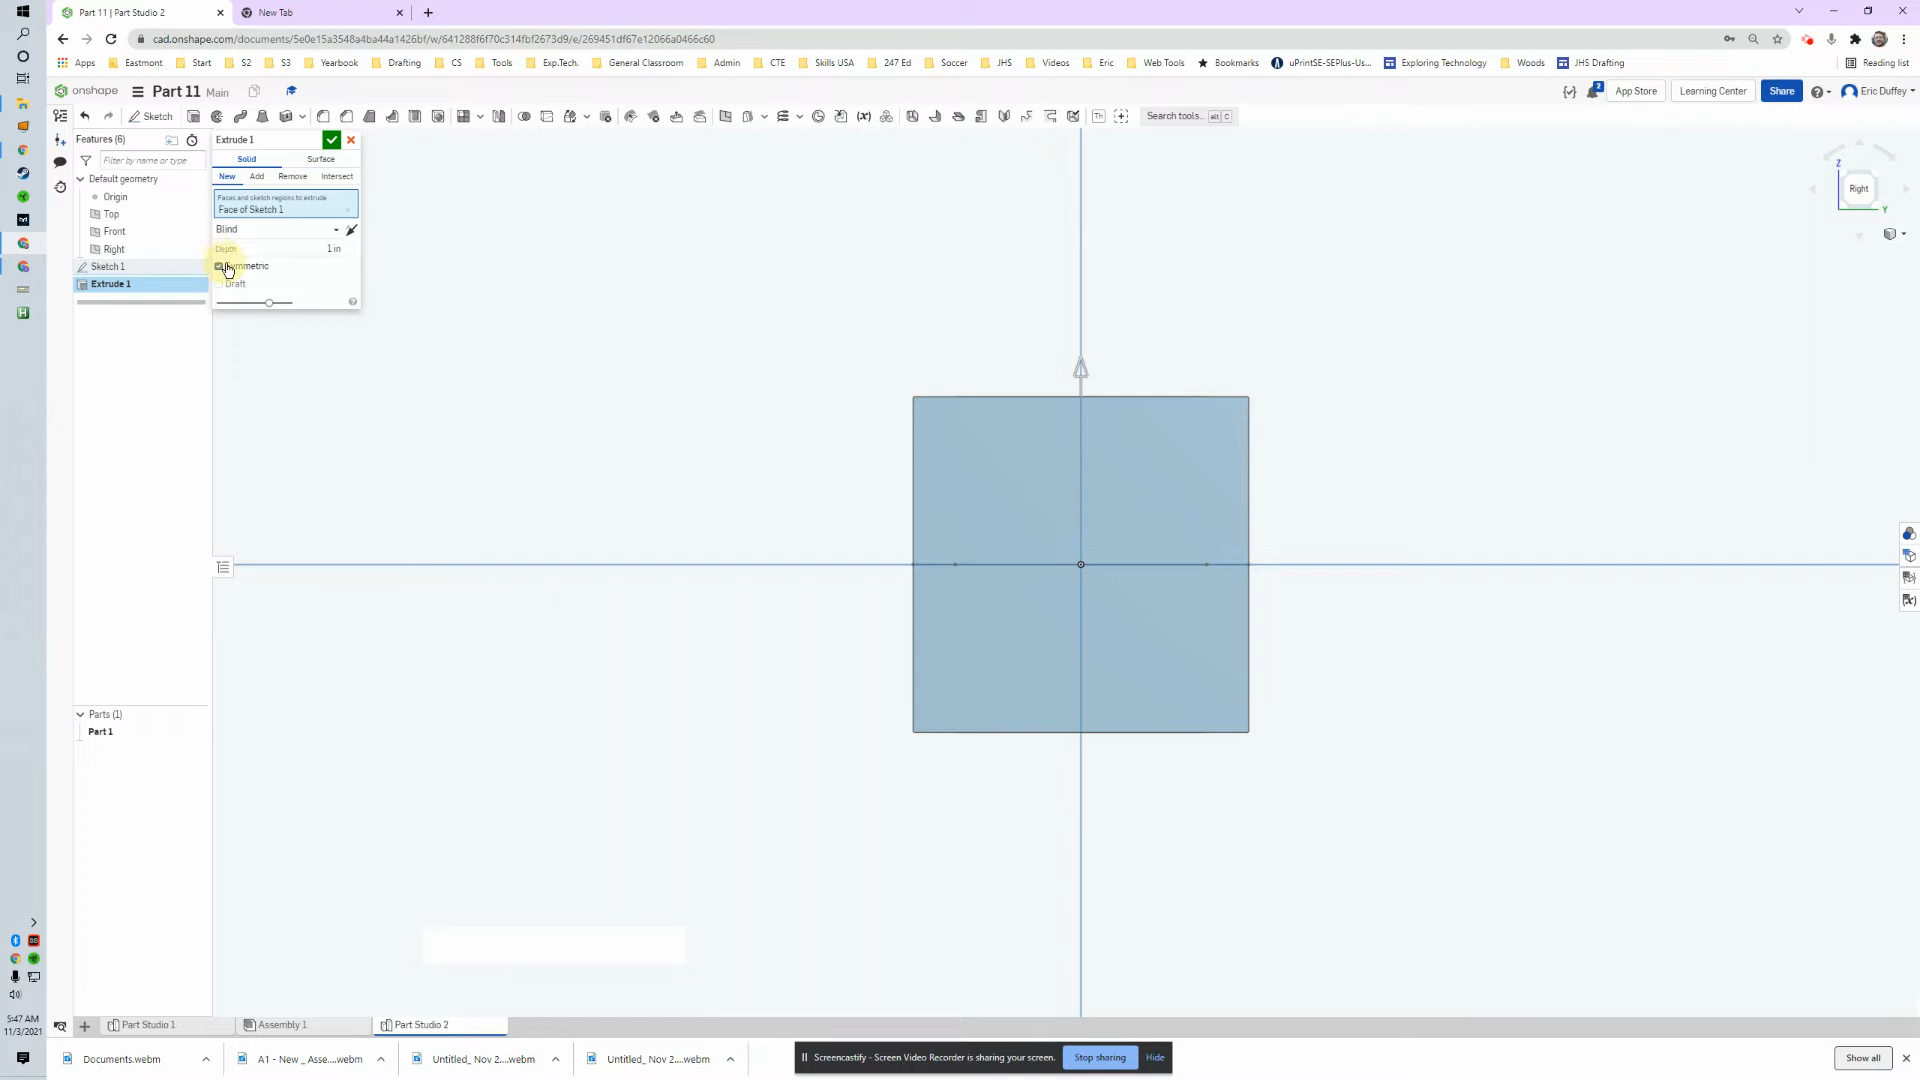 Part 11 | Part Studio 2
New Tab
cad.onshape.com/documents/5e0e15a3548a4ba44a1426bf/w/641288f6f70c314fbf2673d9/e/269451df67e12066a0466c60
Apps Eastmont Start S2 S3 Yearbook Drafting CS Tools Exp.Tech. General Classroom Admin CTE Skills USA 247 Ed Soccer JHS Videos Eric Web Tools Bookmarks uPrintSE-SEPlus-Us... Exploring Technology Woods JHS Drafting Reading list
onshape Part 11 Main 2 App Store Learning Center Share Eric Duffey
Sketch Search tools... alt C
Features (6)
Filter by name or type
Default geometry
Origin
Top
Front
Right
Sketch 1
Extrude 1
Extrude 1
Solid Surface
New Add Remove Intersect
Faces and sketch regions to extrude
Face of Sketch 1
Blind
Depth 1 in
Draft
Z
Right
Y
Parts (1)
Part 1
Part Studio 1 Assembly 1 Part Studio 2
5:47 AM
11/3/2021
Documents.webm A1 - New _ Asse....webm Untitled_ Nov 2....webm Untitled_ Nov 2....webm
Screencastify - Screen Video Recorder is sharing your screen. Stop sharing Hide
Show all